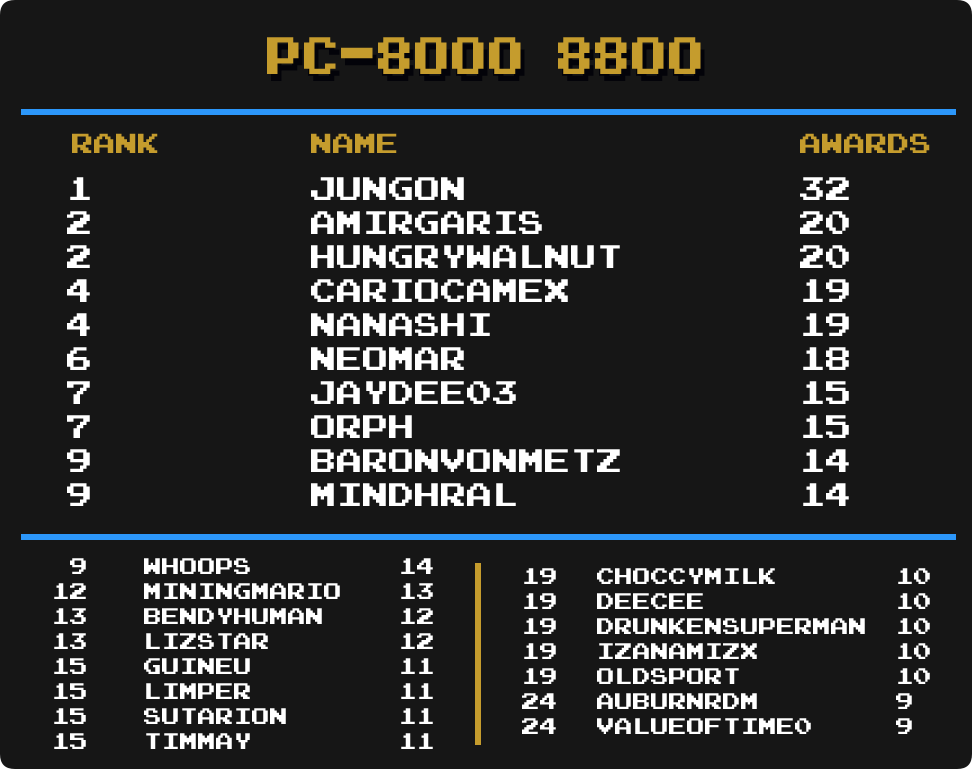 PC-8000 8800
RANK NAME AWARDS
1 JUNGON 32
2 AMIRGARIS 20
2 HUNGRYWALNUT 20
4 CARIOCAMEX 19
4 NANASHI 19
6 NEOMAR 18
7 JAYDEE03 15
7 ORPH 15
9 BARONVONMETZ 14
9 MINDHRAL 14
9 WHOOPS 14
12 MININGMARIO 13
13 BENDYHUMAN 12
13 LIZSTAR 12
15 GUINEU 11
15 LIMPER 11
15 SUTARION 11
15 TIMMAY 11
19 CHOCCYMILK 10
19 DEECEE 10
19 DRUNKENSUPERMAN 10
19 IZANAMIZX 10
19 OLDSPORT 10
24 AUBURNRDM 9
24 VALUEOFTIME0 9